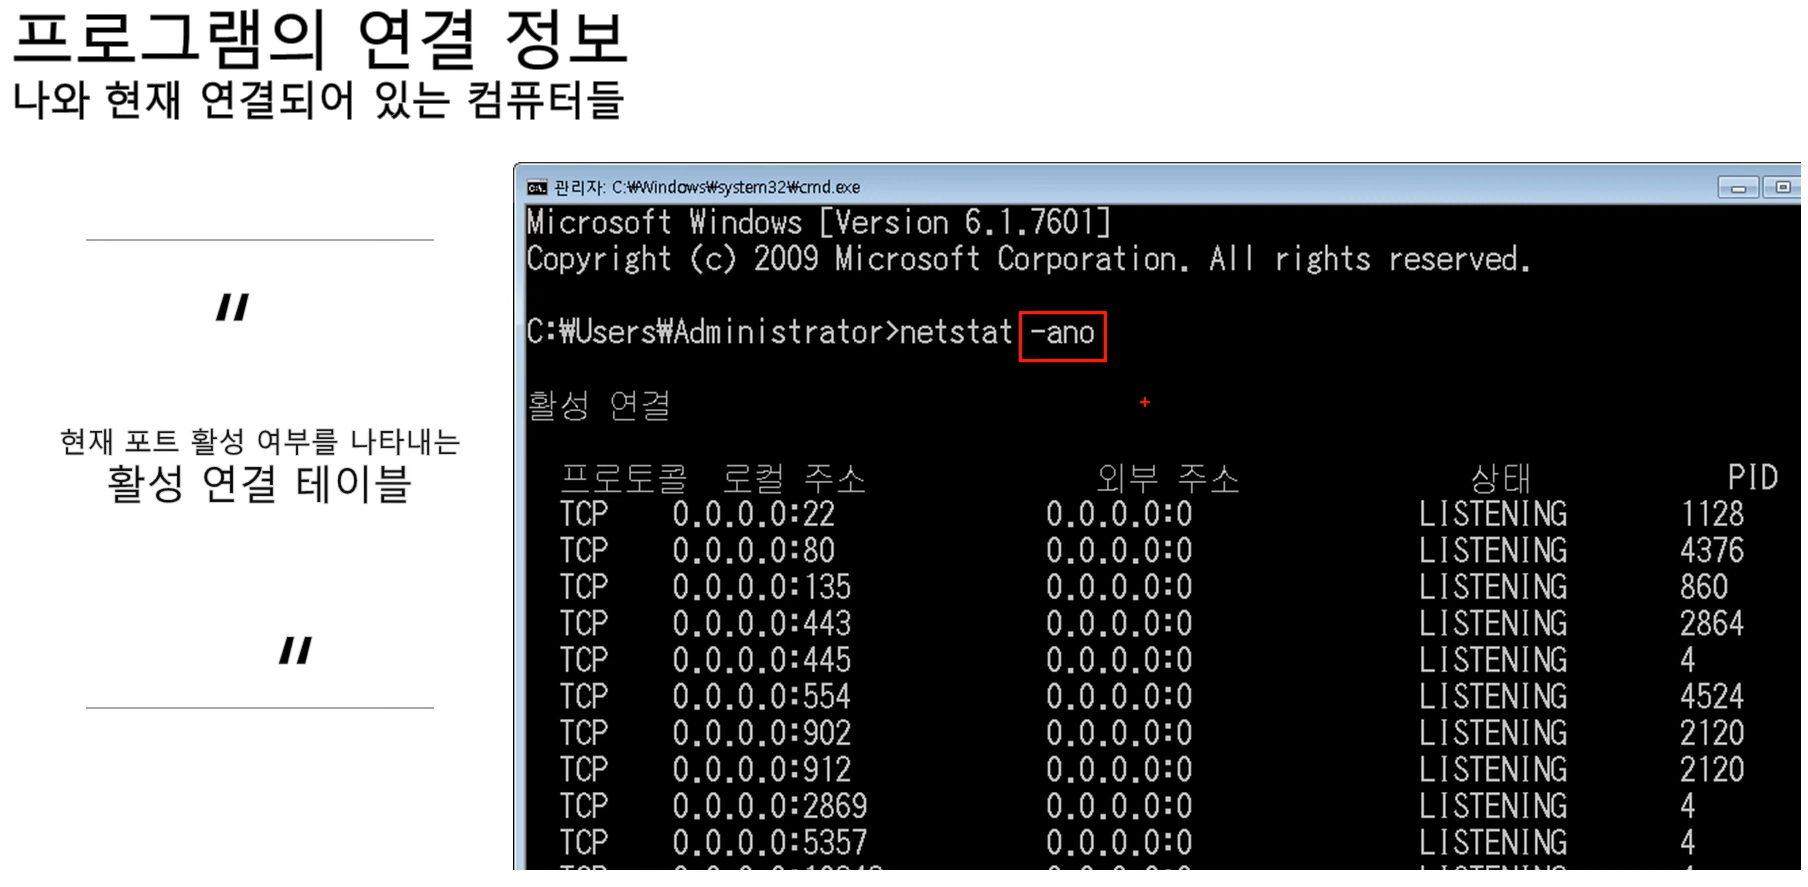 프로그램의 연결 정보
나와 현재 연결되어 있는 컴퓨터들
"
현재 포트 활성 여부를 나타내는
활성 연결 테이블
"
관리자: C:₩Windows₩system32₩cmd.exe
Microsoft Windows [Version 6.1.7601]
Copyright (c) 2009 Microsoft Corporation. All rights reserved.
C:₩Users₩Administrator>netstat -ano
활성 연결
프로토콜 로컬 주소 외부 주소 상태 PID
TCP 0.0.0.0:22 0.0.0.0:0 LISTENING 1128
TCP 0.0.0.0:80 0.0.0.0:0 LISTENING 4376
TCP 0.0.0.0:135 0.0.0.0:0 LISTENING 860
TCP 0.0.0.0:443 0.0.0.0:0 LISTENING 2864
TCP 0.0.0.0:445 0.0.0.0:0 LISTENING 4
TCP 0.0.0.0:554 0.0.0.0:0 LISTENING 4524
TCP 0.0.0.0:902 0.0.0.0:0 LISTENING 2120
TCP 0.0.0.0:912 0.0.0.0:0 LISTENING 2120
TCP 0.0.0.0:2869 0.0.0.0:0 LISTENING 4
TCP 0.0.0.0:5357 0.0.0.0:0 LISTENING 4